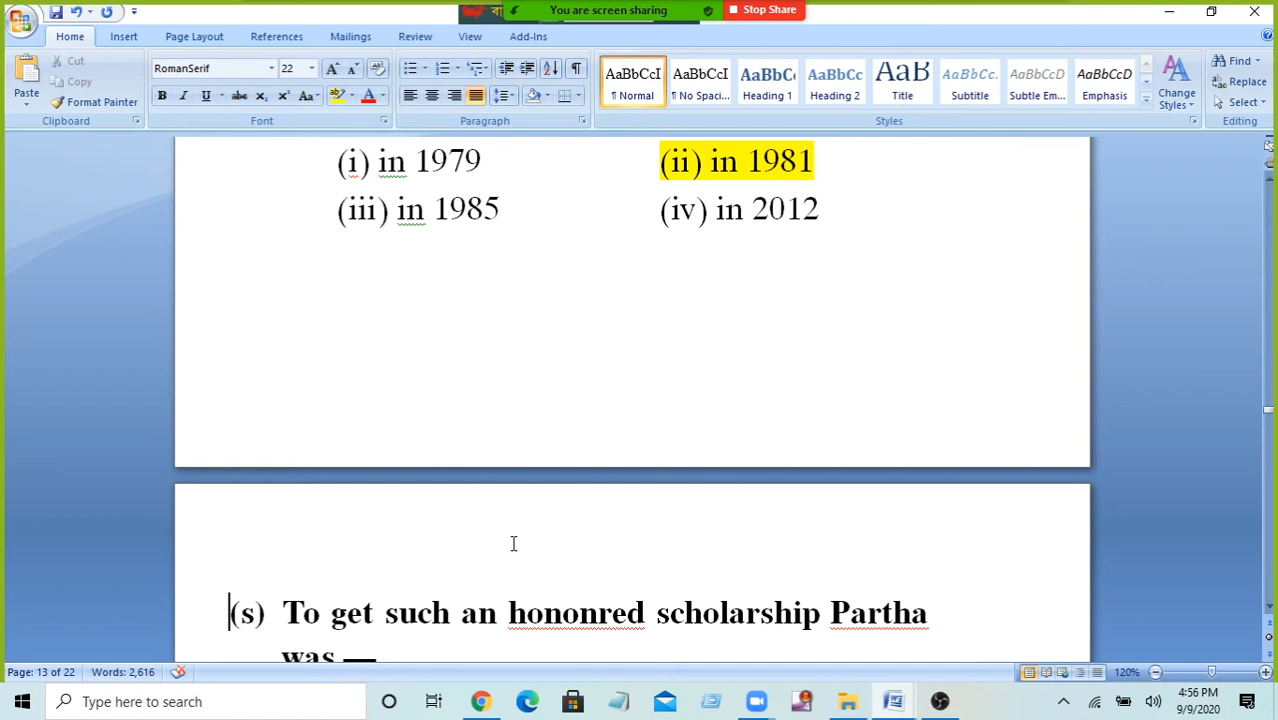 You are screen sharing
Stop Share
Home Insert Page Layout References Mailings Review View Add-Ins
Cut
Copy
Format Painter
Paste
Clipboard
RomanSerif 22
Font
Paragraph
AaBbCcI AaBbCcI AaBbCc AaBbCc AaB AaBbCc. AaBbCcD AaBbCcD
¶ Normal ¶ No Spaci... Heading 1 Heading 2 Title Subtitle Subtle Em... Emphasis
Change Styles
Styles
Find
Replace
Select
Editing
(i) in 1979 (ii) in 1981
(iii) in 1985 (iv) in 2012
(s) To get such an hononred scholarship Partha
was —
Page: 13 of 22 Words: 2,616 120%
Type here to search
4:56 PM
9/9/2020